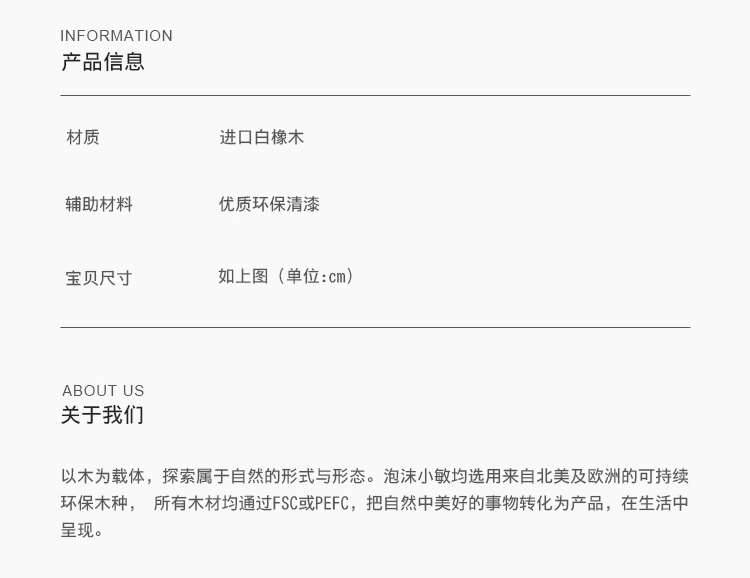 INFORMATION
产品信息
材质 进口白橡木
辅助材料 优质环保清漆
宝贝尺寸 如上图（单位:cm）
ABOUT US
关于我们
以木为载体，探索属于自然的形式与形态。泡沫小敏均选用来自北美及欧洲的可持续
环保木种， 所有木材均通过FSC或PEFC，把自然中美好的事物转化为产品，在生活中
呈现。